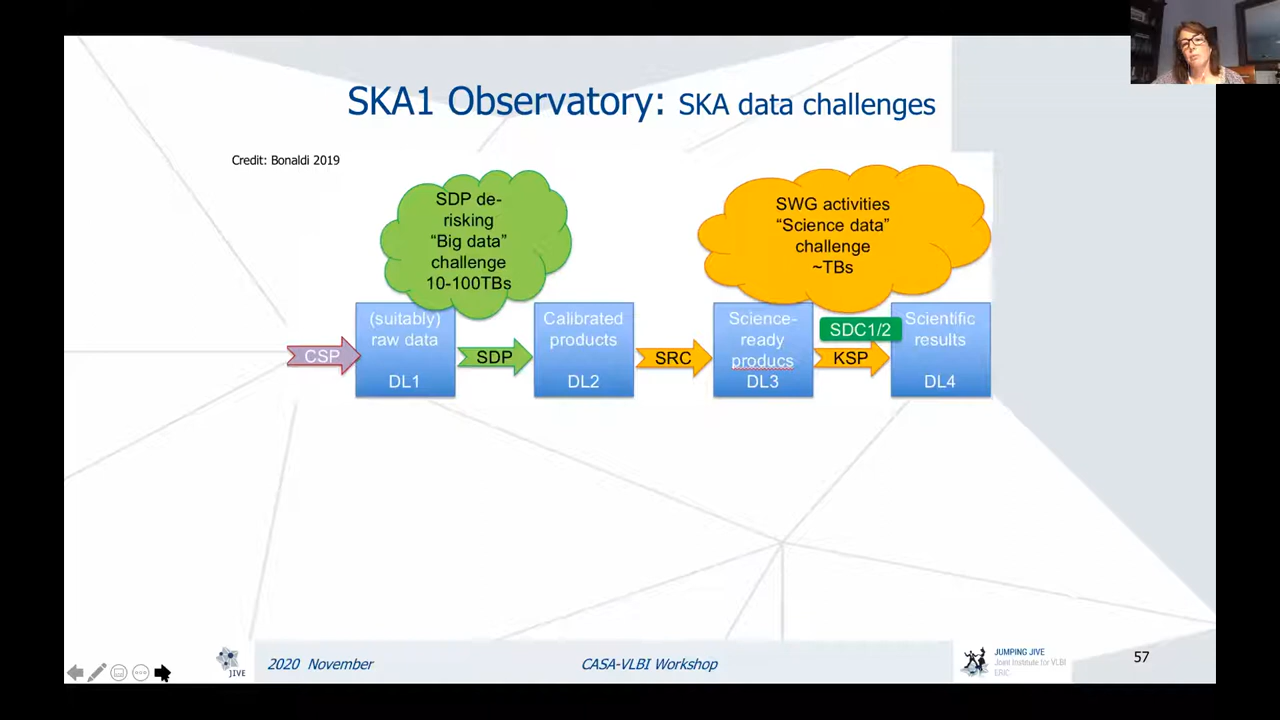 SKA1 Observatory: SKA data challenges
Credit: Bonaldi 2019
SDP de-
risking
“Big data”
challenge
10-100TBs
SWG activities
“Science data”
challenge
~TBs
CSP
(suitably)
raw data
DL1
SDP
Calibrated
products
DL2
SRC
Science-
ready
producs
DL3
SDC1/2
KSP
Scientific
results
DL4
JIVE
2020 November
CASA-VLBI Workshop
JUMPING JIVE
Joint Institute for VLBI
ERIC
57